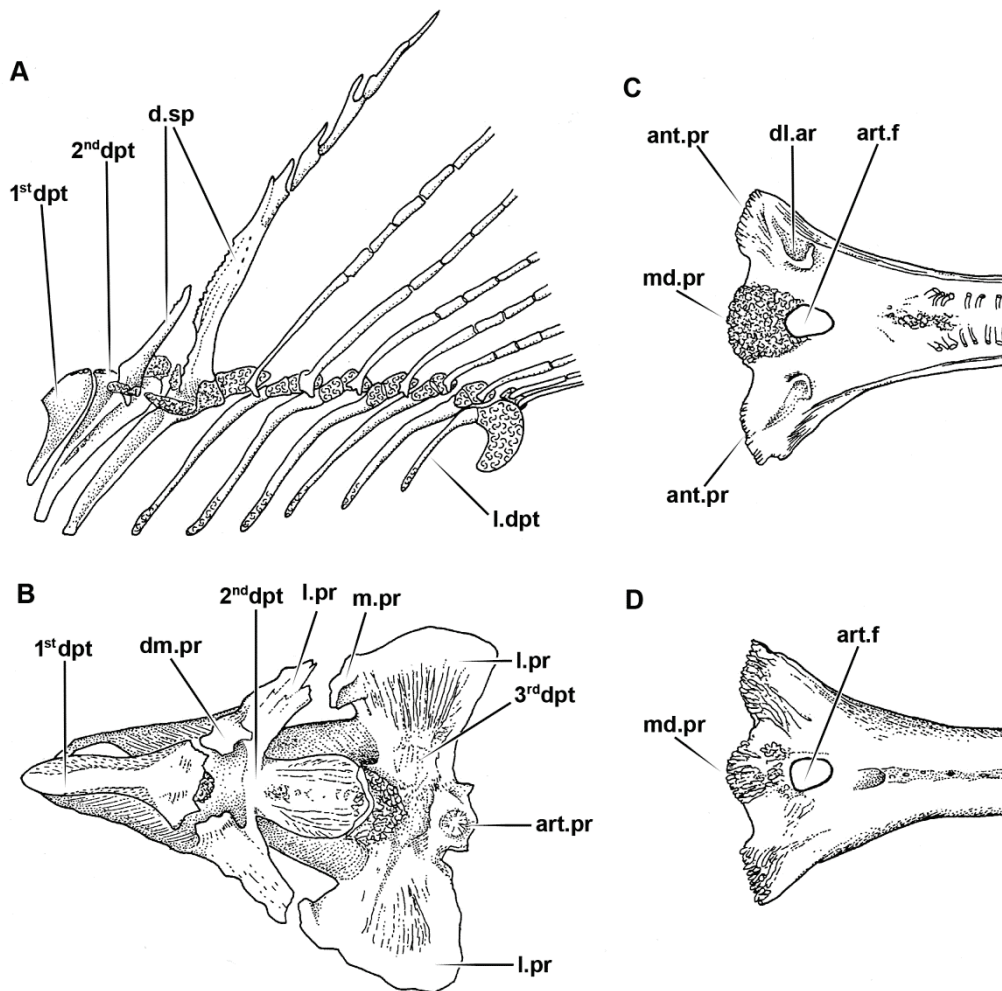 A
d.sp
2nd dpt
1st dpt
l.dpt
B
2nd dpt
l.pr
m.pr
1st dpt
dm.pr
l.pr
3rd dpt
art.pr
l.pr
C
ant.pr
dl.ar
art.f
md.pr
ant.pr
D
art.f
md.pr